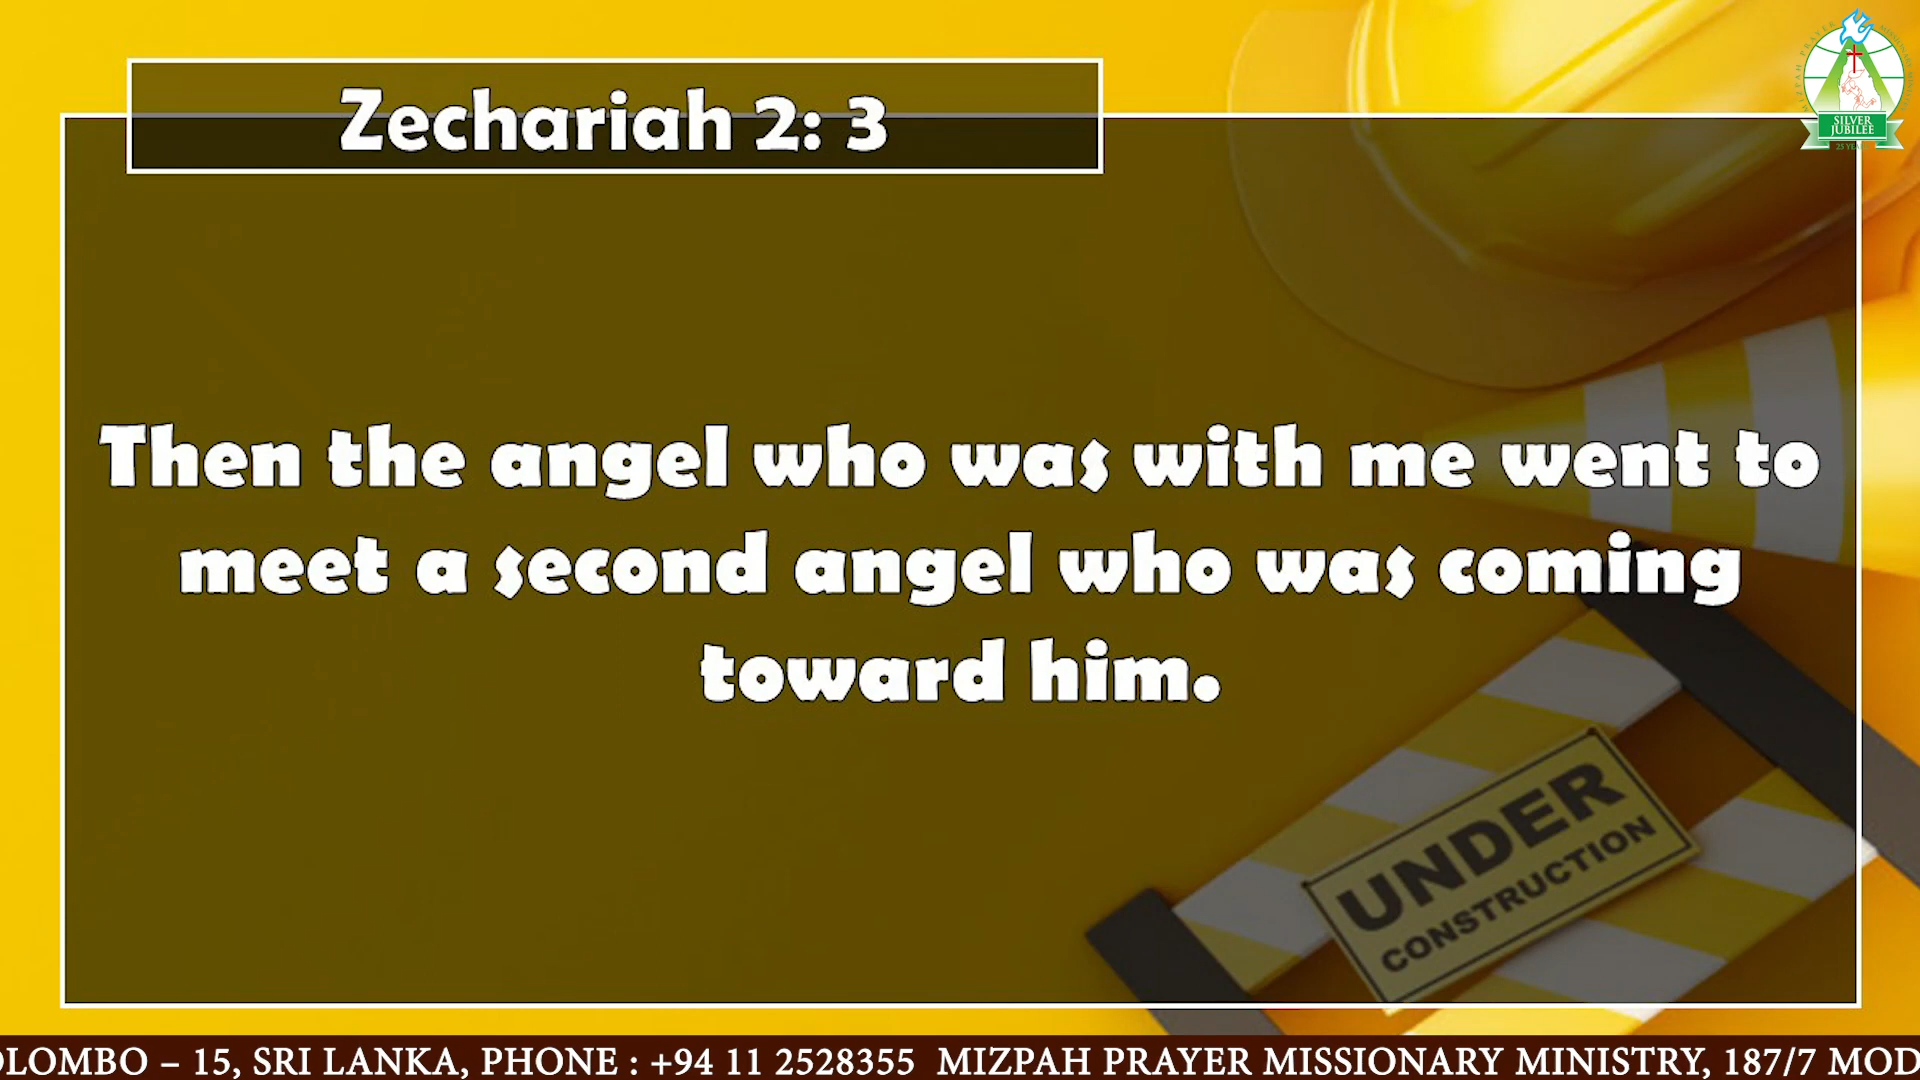 Zechariah 2: 3
SILVER
JUBILEE
Then the angel who was with me went to
meet a second angel who was coming
toward him.
UNDER
CONSTRUCTION
OLOMBO – 15, SRI LANKA, PHONE : +94 11 2528355 MIZPAH PRAYER MISSIONARY MINISTRY, 187/7 MOD